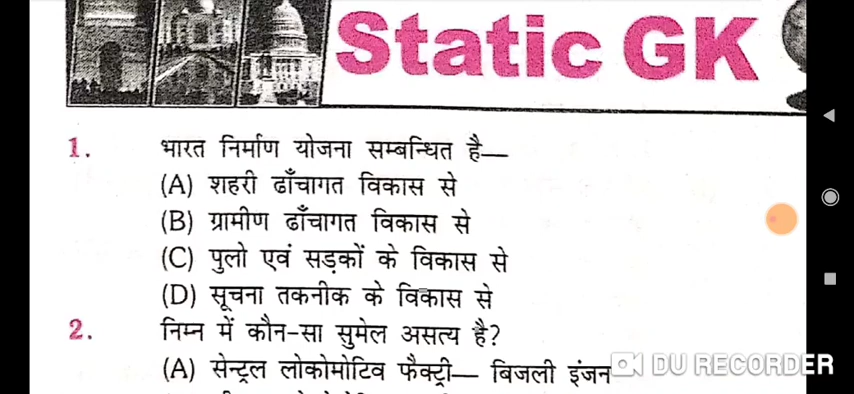 Static GK
1. भारत निर्माण योजना सम्बन्धित है—
(A) शहरी ढाँचागत विकास से
(B) ग्रामीण ढाँचागत विकास से
(C) पुलो एवं सड़कों के विकास से
(D) सूचना तकनीक के विकास से
2. निम्न में कौन-सा सुमेल असत्य है?
(A) सेन्ट्रल लोकोमोटिव फैक्ट्री— बिजली इंजन
DU RECORDER